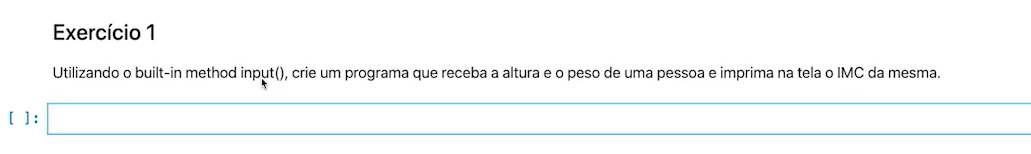 Exercício 1
Utilizando o built-in method input(), crie um programa que receba a altura e o peso de uma pessoa e imprima na tela o IMC da mesma.
[ ]: